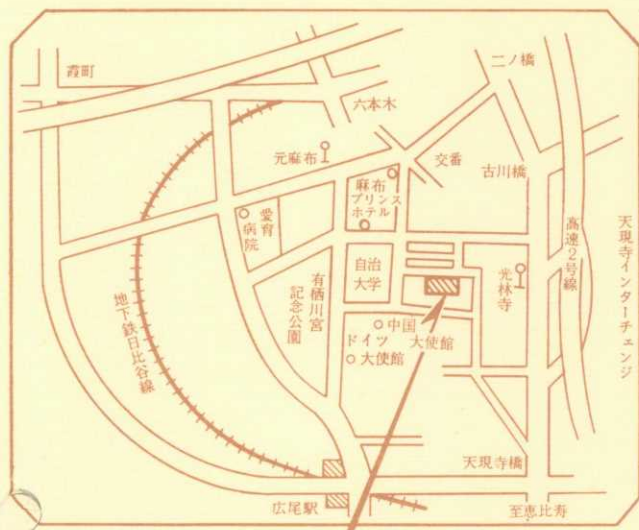 霞町
二ノ橋
六本木
元麻布
交番
古川橋
麻布
プリンス
ホテル
愛育
病院
自治
大学
光林寺
高速2号線
天現寺インターチェンジ
有栖川宮
記念公園
地下鉄日比谷線
中国
大使館
ドイツ
大使館
天現寺橋
広尾駅
至恵比寿